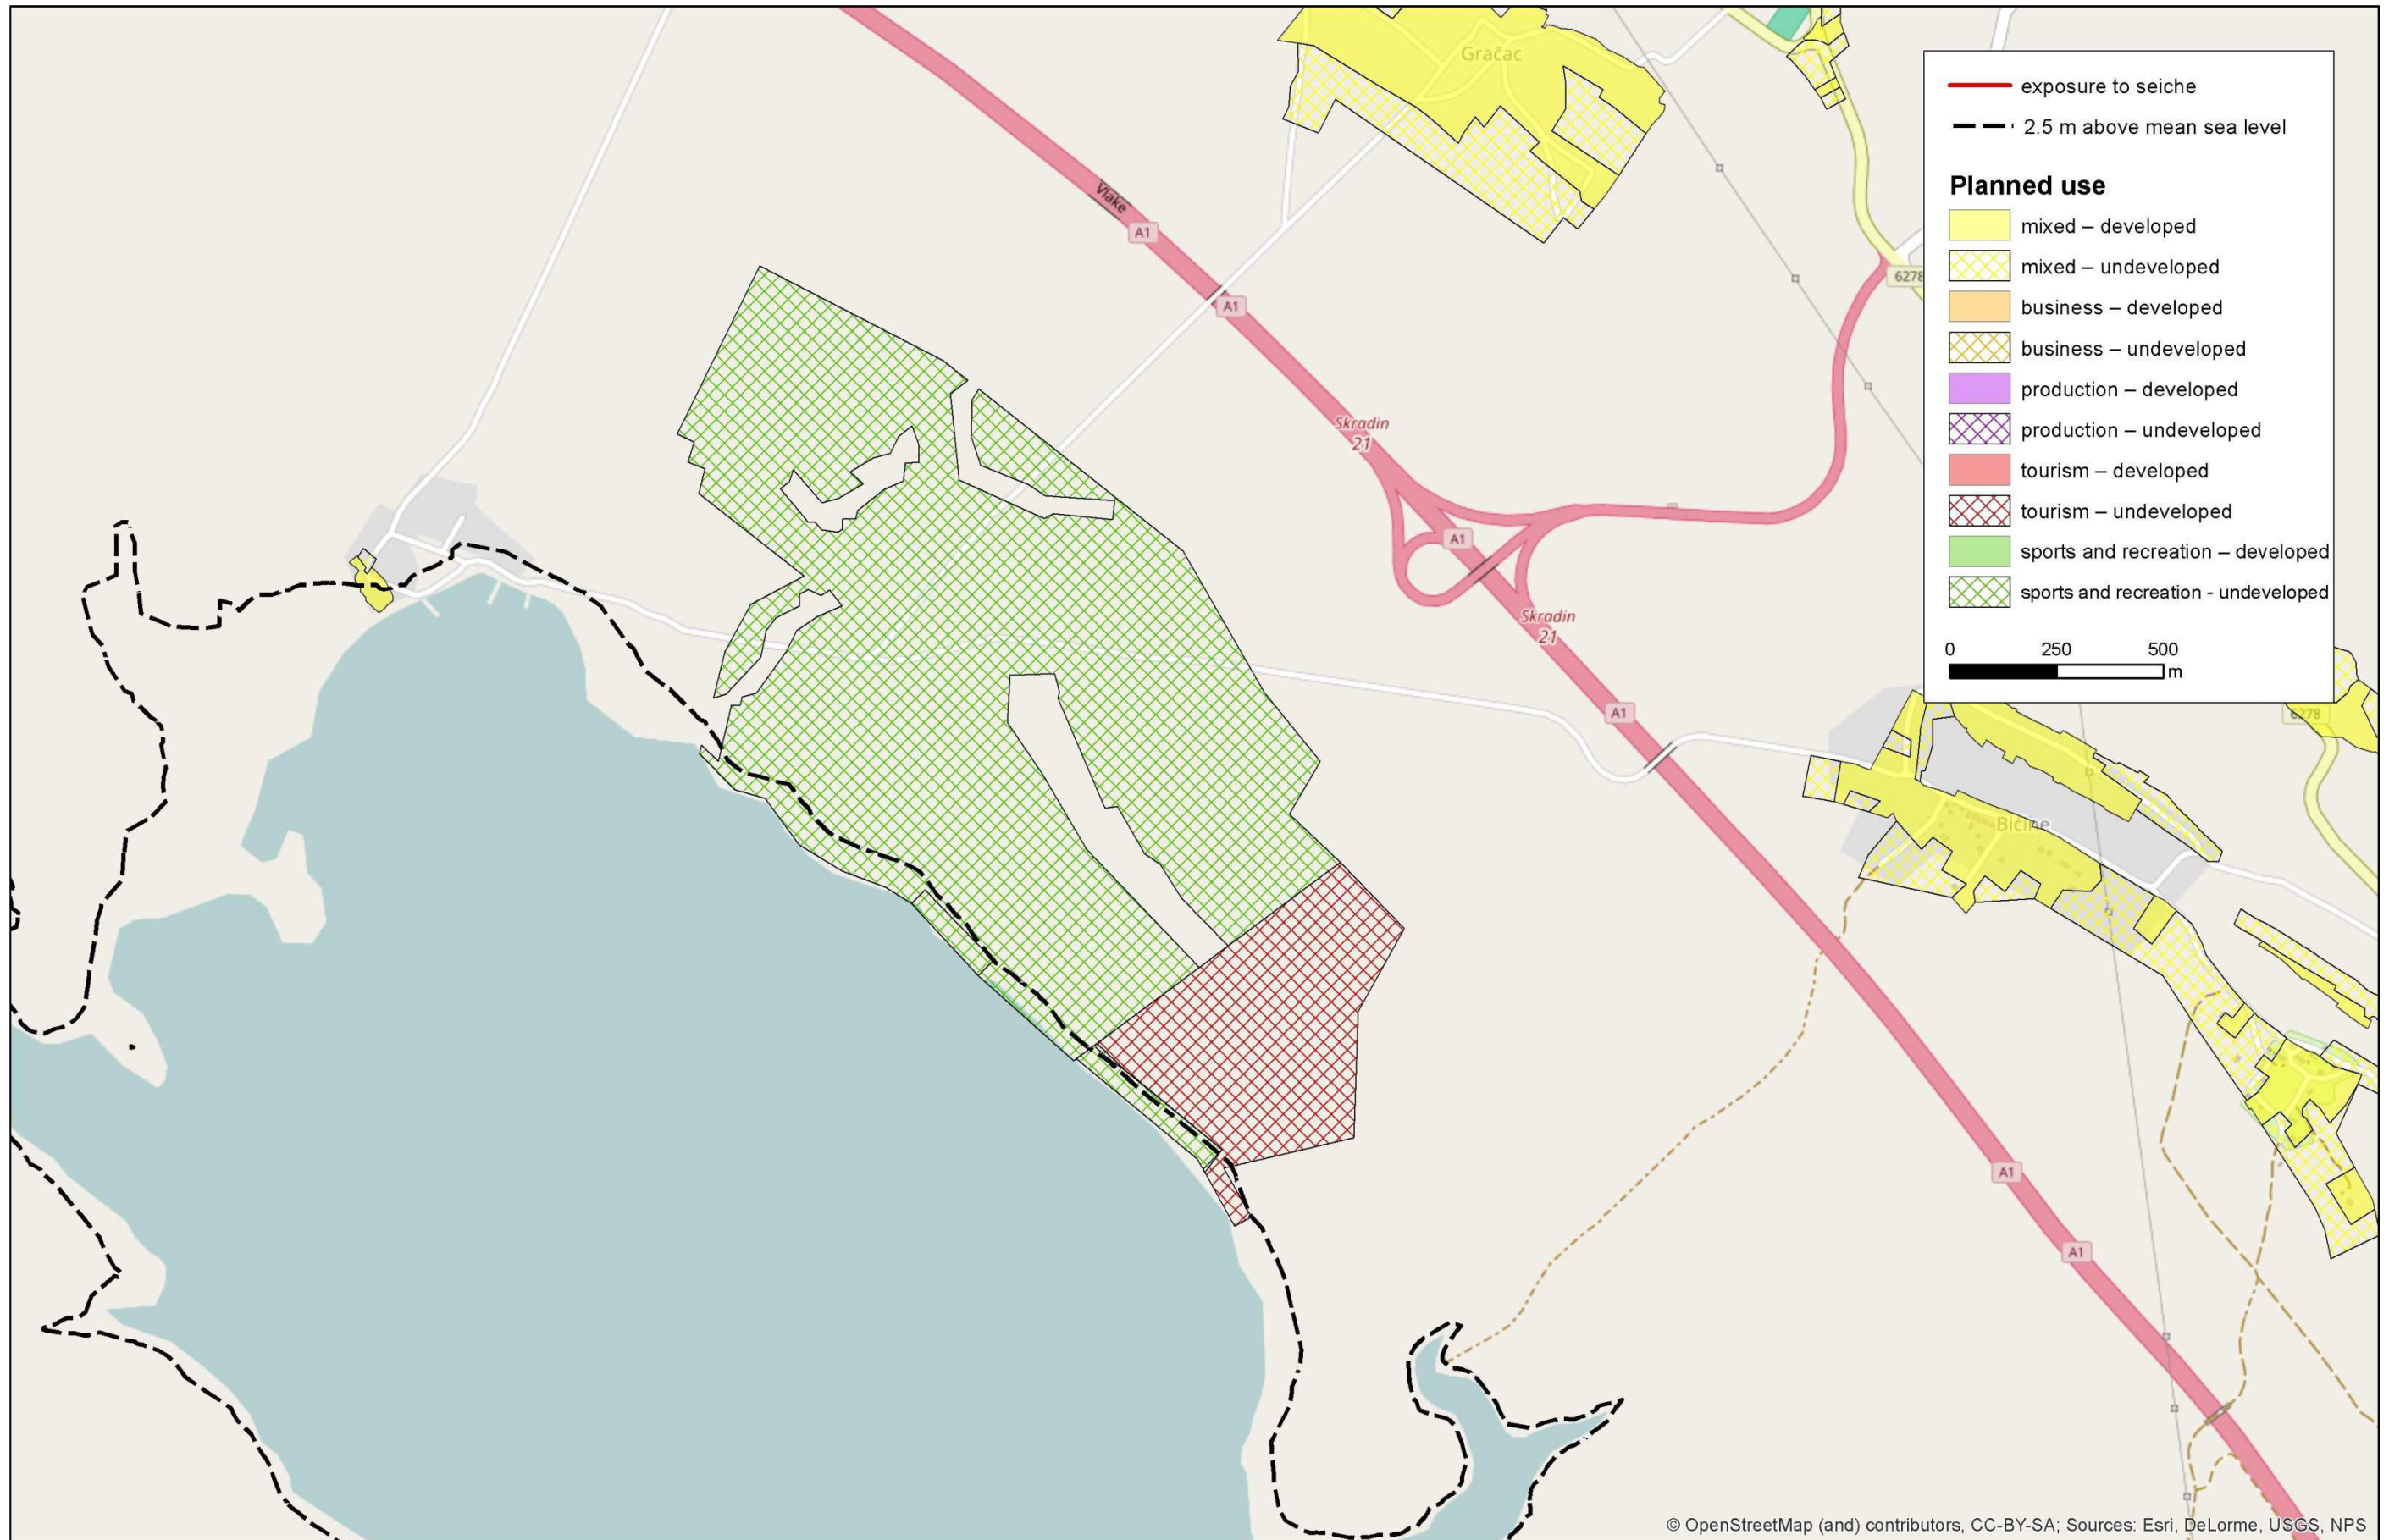 Gračac
Vlake
A1
A1
6278
Skradin
21
A1
Skradin
21
A1
6278
Bićine
A1
A1
exposure to seiche
2.5 m above mean sea level
Planned use
mixed – developed
mixed – undeveloped
business – developed
business – undeveloped
production – developed
production – undeveloped
tourism – developed
tourism – undeveloped
sports and recreation – developed
sports and recreation - undeveloped
0 250 500
m
© OpenStreetMap (and) contributors, CC-BY-SA; Sources: Esri, DeLorme, USGS, NPS